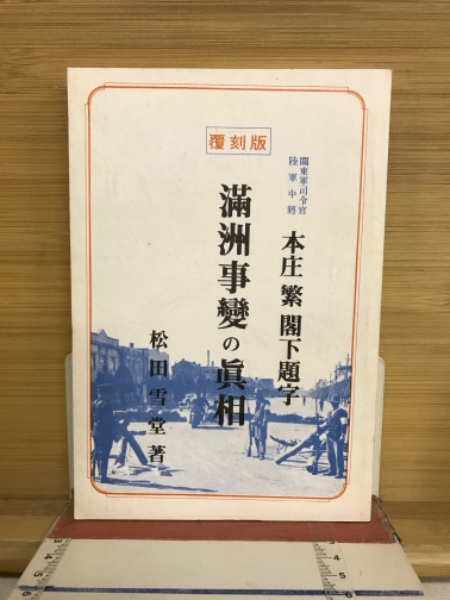 覆刻版
關東軍司令官
陸軍中將
本庄繁閣下題字
滿洲事變の眞相
松田雪堂著